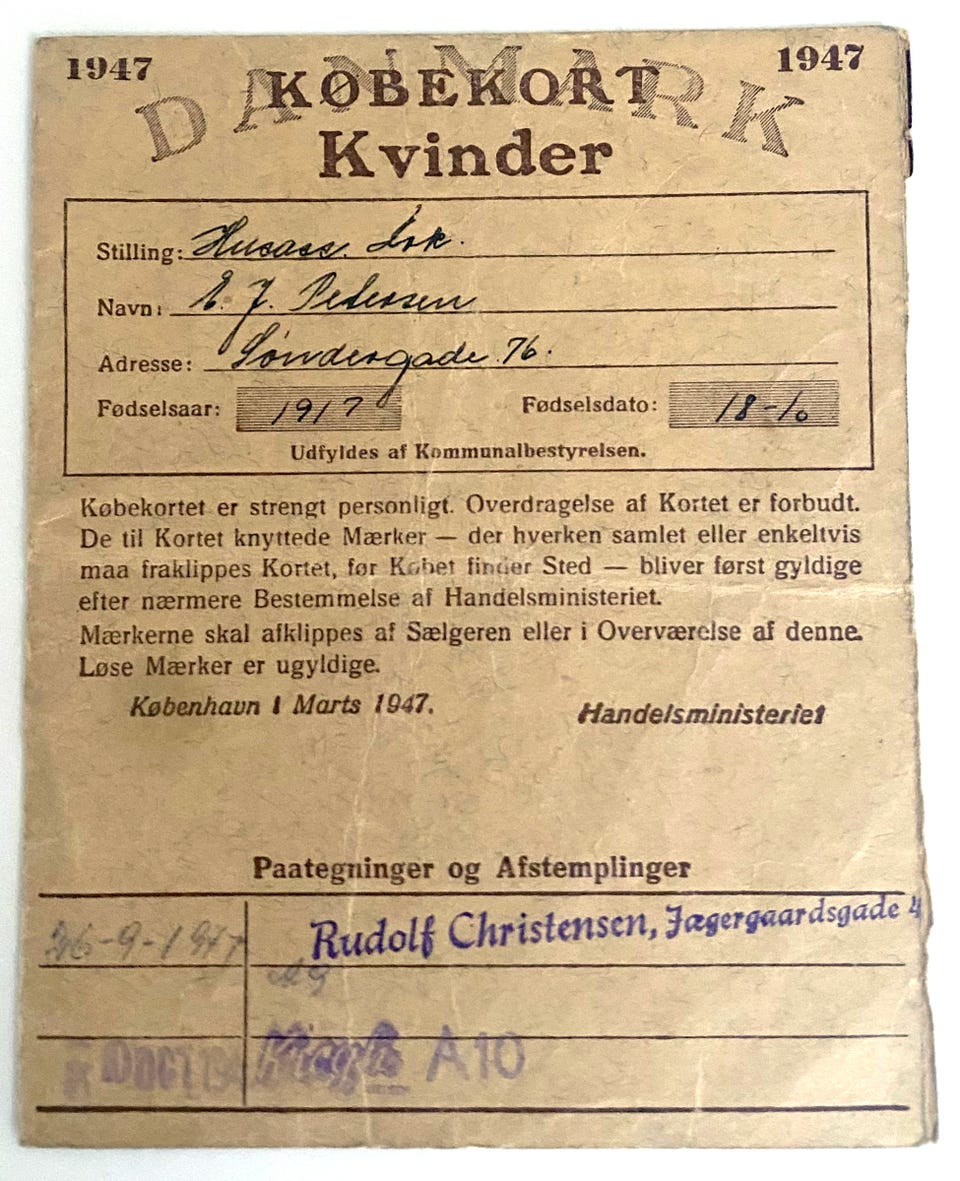 1947
1947
DANMARK
KØBEKORT
Kvinder
Stilling: Husass.
Navn: E. J. Pedersen
Adresse: Søndergade 76.
Fødselsaar: 1917
Fødselsdato: 18-10
Udfyldes af Kommunalbestyrelsen.
Købekortet er strengt personligt. Overdragelse af Kortet er forbudt.
De til Kortet knyttede Mærker — der hverken samlet eller enkeltvis
maa fraklippes Kortet, før Købet finder Sted — bliver først gyldige
efter nærmere Bestemmelse af Handelsministeriet.
Mærkerne skal afklippes af Sælgeren eller i Overværelse af denne.
Løse Mærker er ugyldige.
København 1 Marts 1947.
Handelsministeriet
Paategninger og Afstemplinger
26-9-1947
Rudolf Christensen, Jægergaardsgade 4
A10